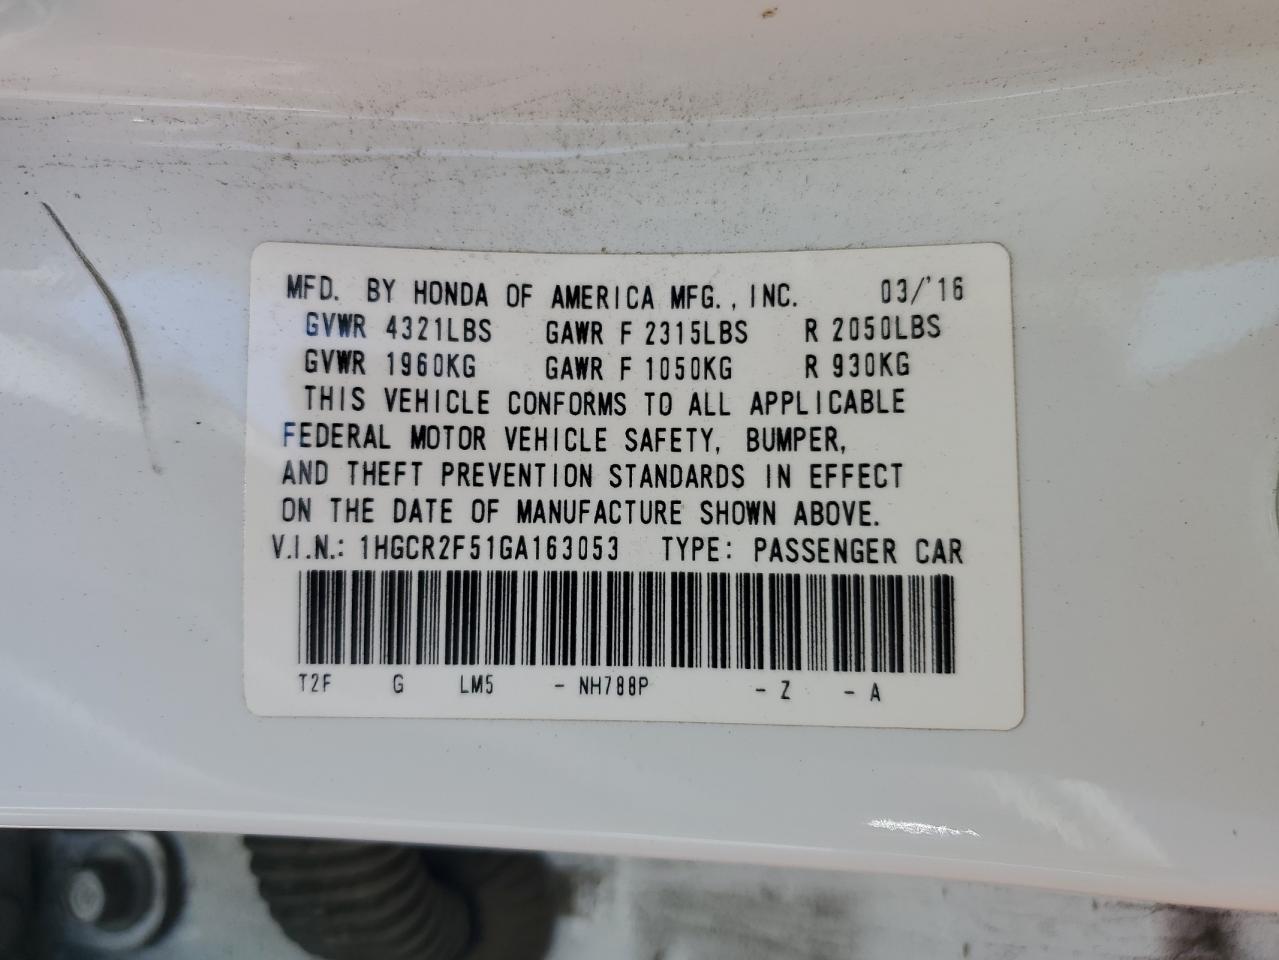 MFD. BY HONDA OF AMERICA MFG., INC. 03/'16
GVWR 4321LBS GAWR F 2315LBS R 2050LBS
GVWR 1960KG GAWR F 1050KG R 930KG
THIS VEHICLE CONFORMS TO ALL APPLICABLE
FEDERAL MOTOR VEHICLE SAFETY, BUMPER,
AND THEFT PREVENTION STANDARDS IN EFFECT
ON THE DATE OF MANUFACTURE SHOWN ABOVE.
V.I.N.: 1HGCR2F51GA163053 TYPE: PASSENGER CAR
T2F G LM5 - NH788P - Z - A